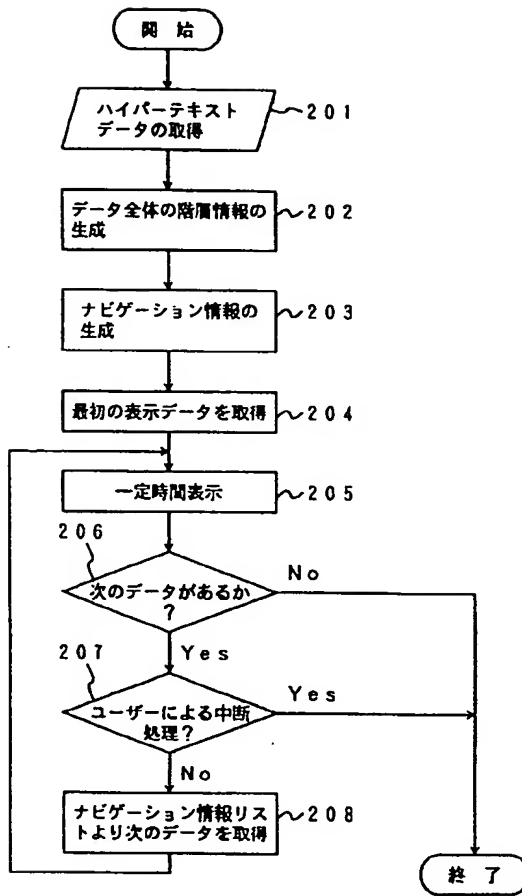 開 始
ハイパーテキスト
データの取得
201
データ全体の階層情報の
生成
202
ナビゲーション情報の
生成
203
最初の表示データを取得
204
一定時間表示
205
206
次のデータがあるか
?
No
Yes
207
ユーザーによる中断
処理?
Yes
No
ナビゲーション情報リ
ストより次のデータを取得
208
終 了